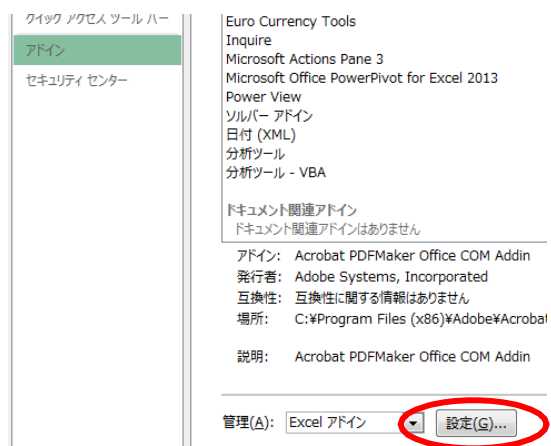 クイック アクセス ツール バー
アドイン
セキュリティ センター
Euro Currency Tools
Inquire
Microsoft Actions Pane 3
Microsoft Office PowerPivot for Excel 2013
Power View
ソルバー アドイン
日付 (XML)
分析ツール
分析ツール - VBA
ドキュメント関連アドイン
ドキュメント関連アドインはありません
アドイン: Acrobat PDFMaker Office COM Addin
発行者: Adobe Systems, Incorporated
互換性: 互換性に関する情報はありません
場所: C:¥Program Files (x86)¥Adobe¥Acrobat
説明: Acrobat PDFMaker Office COM Addin
管理(A): Excel アドイン 設定(G)...